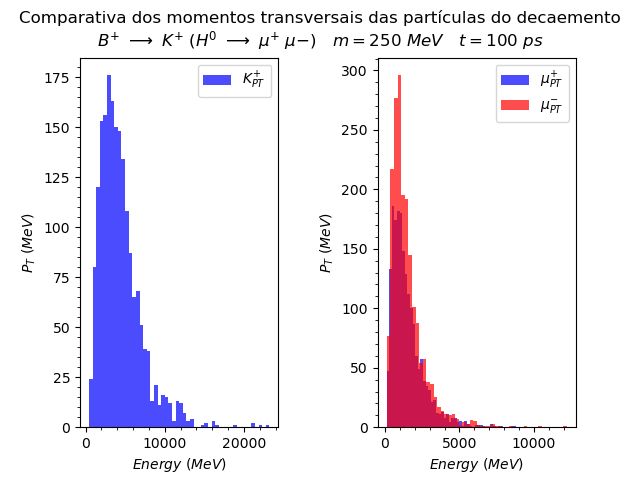 Comparativa dos momentos transversais das partículas do decaemento
B⁺ ⟶ K⁺ (H⁰ ⟶ μ⁺ μ−) m = 250 MeV t = 100 ps
175
150
125
100
75
50
25
0
P_T (MeV)
K⁺_PT
0 10000 20000
Energy (MeV)
300
250
200
150
100
50
0
P_T (MeV)
μ⁺_PT
μ⁻_PT
0 5000 10000
Energy (MeV)